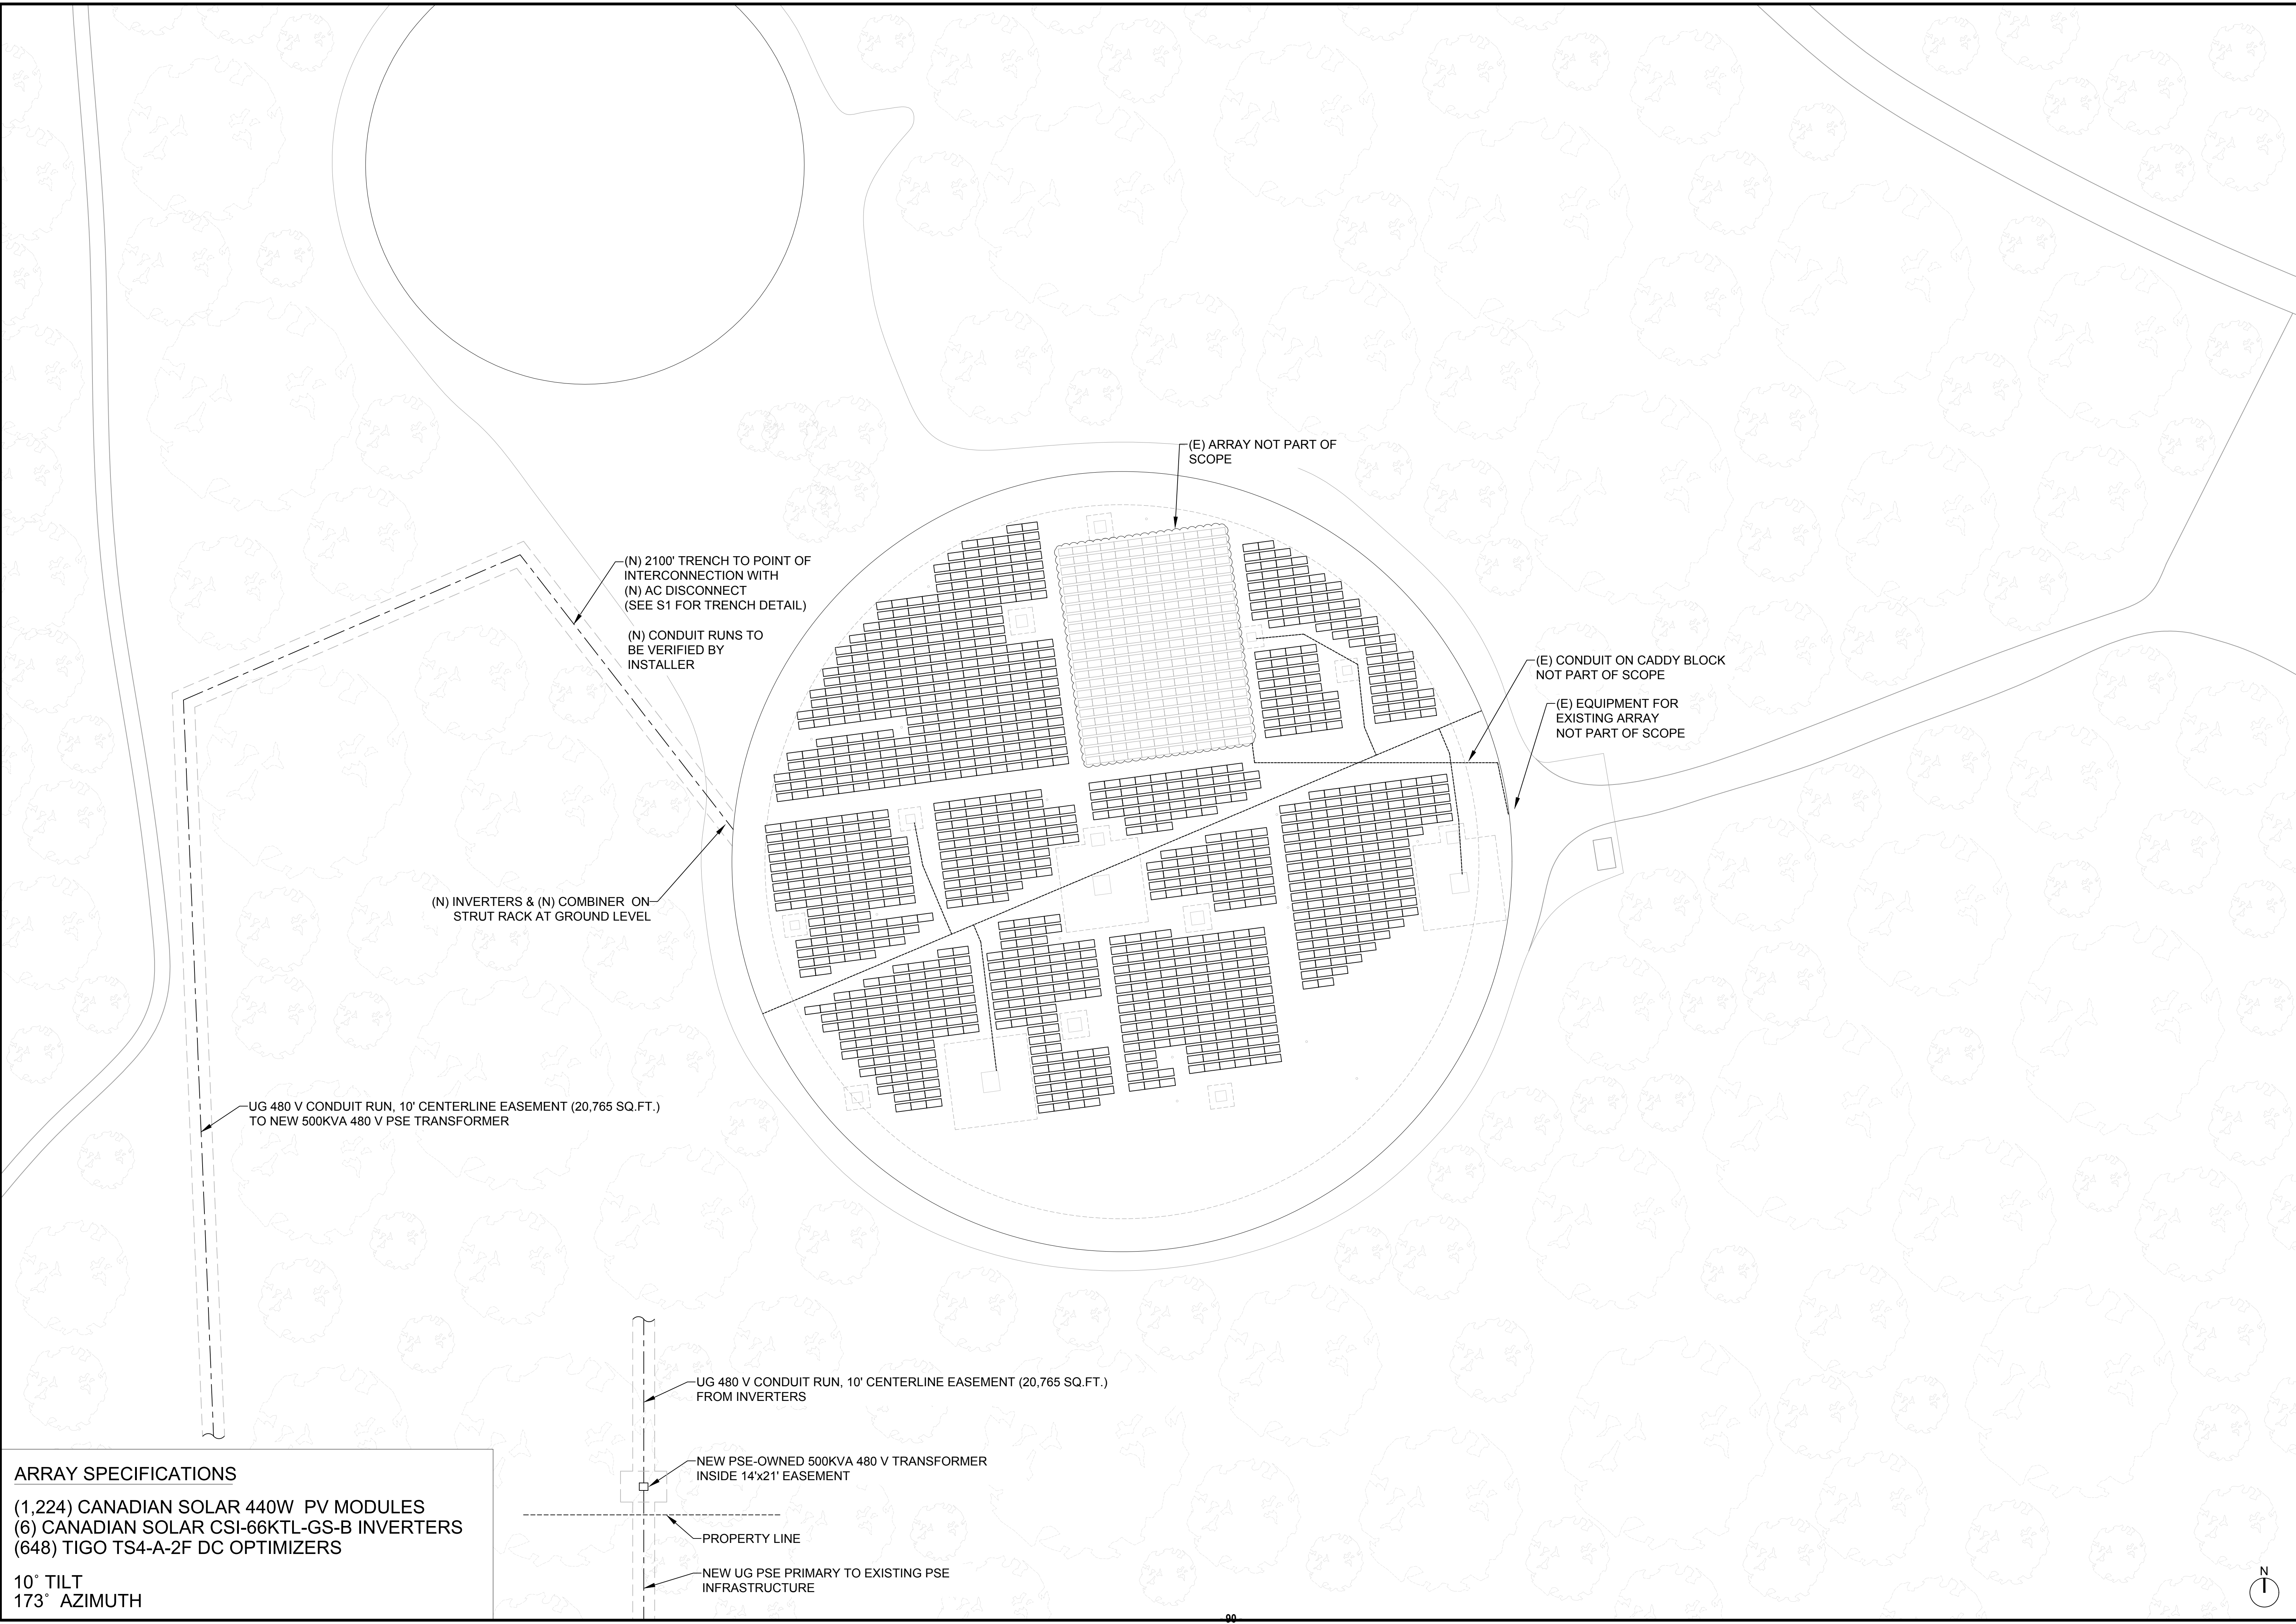 (E) ARRAY NOT PART OF
SCOPE
(N) 2100' TRENCH TO POINT OF
INTERCONNECTION WITH
(N) AC DISCONNECT
(SEE S1 FOR TRENCH DETAIL)
(N) CONDUIT RUNS TO
BE VERIFIED BY
INSTALLER
(E) CONDUIT ON CADDY BLOCK
NOT PART OF SCOPE
(E) EQUIPMENT FOR
EXISTING ARRAY
NOT PART OF SCOPE
(N) INVERTERS & (N) COMBINER ON
STRUT RACK AT GROUND LEVEL
UG 480 V CONDUIT RUN, 10' CENTERLINE EASEMENT (20,765 SQ.FT.)
TO NEW 500KVA 480 V PSE TRANSFORMER
UG 480 V CONDUIT RUN, 10' CENTERLINE EASEMENT (20,765 SQ.FT.)
FROM INVERTERS
NEW PSE-OWNED 500KVA 480 V TRANSFORMER
INSIDE 14'x21' EASEMENT
PROPERTY LINE
NEW UG PSE PRIMARY TO EXISTING PSE
INFRASTRUCTURE
ARRAY SPECIFICATIONS
(1,224) CANADIAN SOLAR 440W PV MODULES
(6) CANADIAN SOLAR CSI-66KTL-GS-B INVERTERS
(648) TIGO TS4-A-2F DC OPTIMIZERS
10° TILT
173° AZIMUTH
N
90